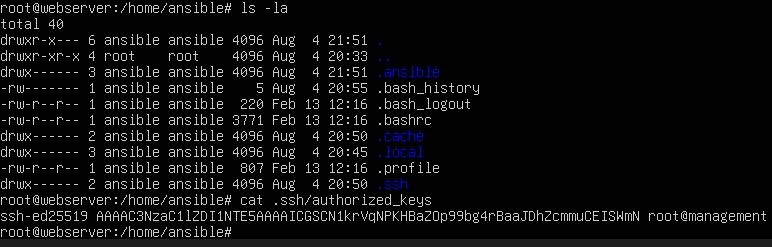 root@webserver:/home/ansible# ls -la
total 40
drwxr-x--- 6 ansible ansible 4096 Aug  4 21:51 .
drwxr-xr-x 4 root    root    4096 Aug  4 20:33 ..
drwx------ 3 ansible ansible 4096 Aug  4 21:51 .ansible
-rw------- 1 ansible ansible    5 Aug  4 20:55 .bash_history
-rw-r--r-- 1 ansible ansible  220 Feb 13 12:16 .bash_logout
-rw-r--r-- 1 ansible ansible 3771 Feb 13 12:16 .bashrc
drwx------ 2 ansible ansible 4096 Aug  4 20:50 .cache
drwx------ 3 ansible ansible 4096 Aug  4 20:45 .local
-rw-r--r-- 1 ansible ansible  807 Feb 13 12:16 .profile
drwx------ 2 ansible ansible 4096 Aug  4 20:50 .ssh
root@webserver:/home/ansible# cat .ssh/authorized_keys
ssh-ed25519 AAAAC3NzaC1lZDI1NTE5AAAAICGSCN1krVqNPKHBaZOp99bg4rBaaJDhZcmmuCEISWmN root@management
root@webserver:/home/ansible#